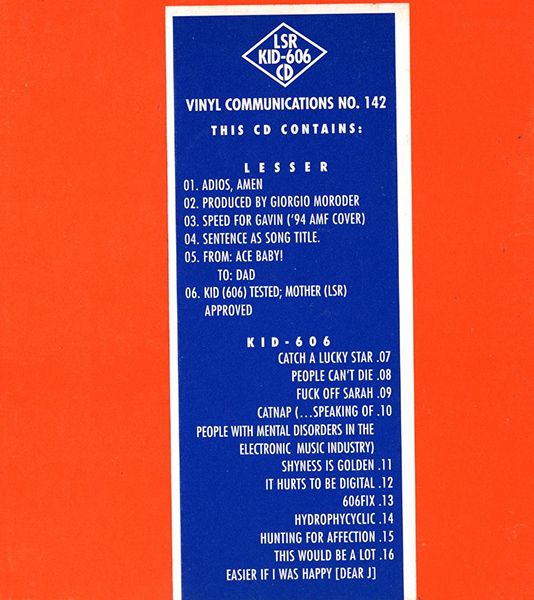 LSR
KID-606
CD
VINYL COMMUNICATIONS NO. 142
THIS CD CONTAINS:
LESSER
01. ADIOS, AMEN
02. PRODUCED BY GIORGIO MORODER
03. SPEED FOR GAVIN ('94 AMF COVER)
04. SENTENCE AS SONG TITLE.
05. FROM: ACE BABY!
TO: DAD
06. KID (606) TESTED; MOTHER (LSR)
APPROVED
KID-606
CATCH A LUCKY STAR .07
PEOPLE CAN'T DIE .08
FUCK OFF SARAH .09
CATNAP (...SPEAKING OF .10
PEOPLE WITH MENTAL DISORDERS IN THE
ELECTRONIC MUSIC INDUSTRY)
SHYNESS IS GOLDEN .11
IT HURTS TO BE DIGITAL .12
606FIX .13
HYDROPHYCYCLIC .14
HUNTING FOR AFFECTION .15
THIS WOULD BE A LOT .16
EASIER IF I WAS HAPPY [DEAR J]